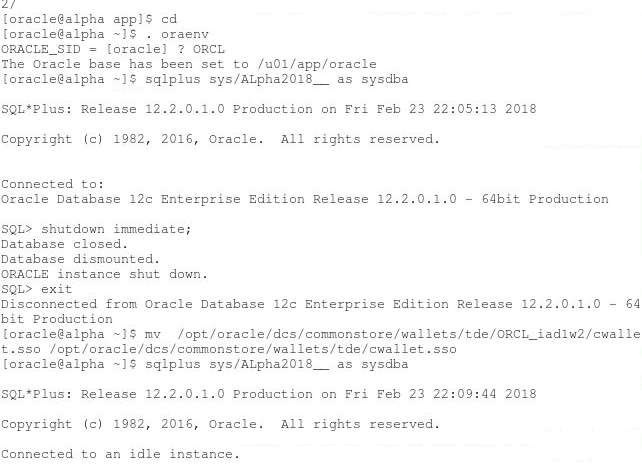 2/
[oracle@alpha app]$ cd
[oracle@alpha ~]$ . oraenv
ORACLE_SID = [oracle] ? ORCL
The Oracle base has been set to /u01/app/oracle
[oracle@alpha ~]$ sqlplus sys/ALpha2018__ as sysdba
SQL*Plus: Release 12.2.0.1.0 Production on Fri Feb 23 22:05:13 2018
Copyright (c) 1982, 2016, Oracle.  All rights reserved.
Connected to:
Oracle Database 12c Enterprise Edition Release 12.2.0.1.0 - 64bit Production
SQL> shutdown immediate;
Database closed.
Database dismounted.
ORACLE instance shut down.
SQL> exit
Disconnected from Oracle Database 12c Enterprise Edition Release 12.2.0.1.0 - 64
bit Production
[oracle@alpha ~]$ mv  /opt/oracle/dcs/commonstore/wallets/tde/ORCL_iad1w2/cwalle
t.sso /opt/oracle/dcs/commonstore/wallets/tde/cwallet.sso
[oracle@alpha ~]$ sqlplus sys/ALpha2018__ as sysdba
SQL*Plus: Release 12.2.0.1.0 Production on Fri Feb 23 22:09:44 2018
Copyright (c) 1982, 2016, Oracle.  All rights reserved.
Connected to an idle instance.